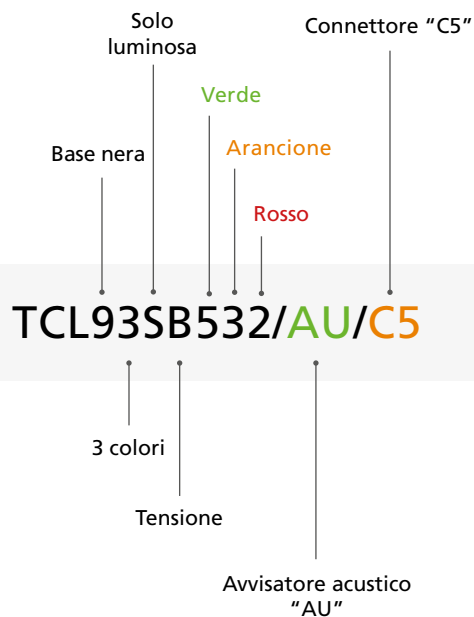 Solo
luminosa
Connettore “C5”
Verde
Arancione
Base nera
Rosso
TCL93SB532/AU/C5
3 colori
Tensione
Avvisatore acustico
“AU”